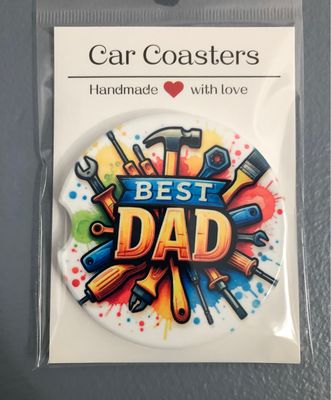 Car Coasters
Handmade with love
BEST
DAD